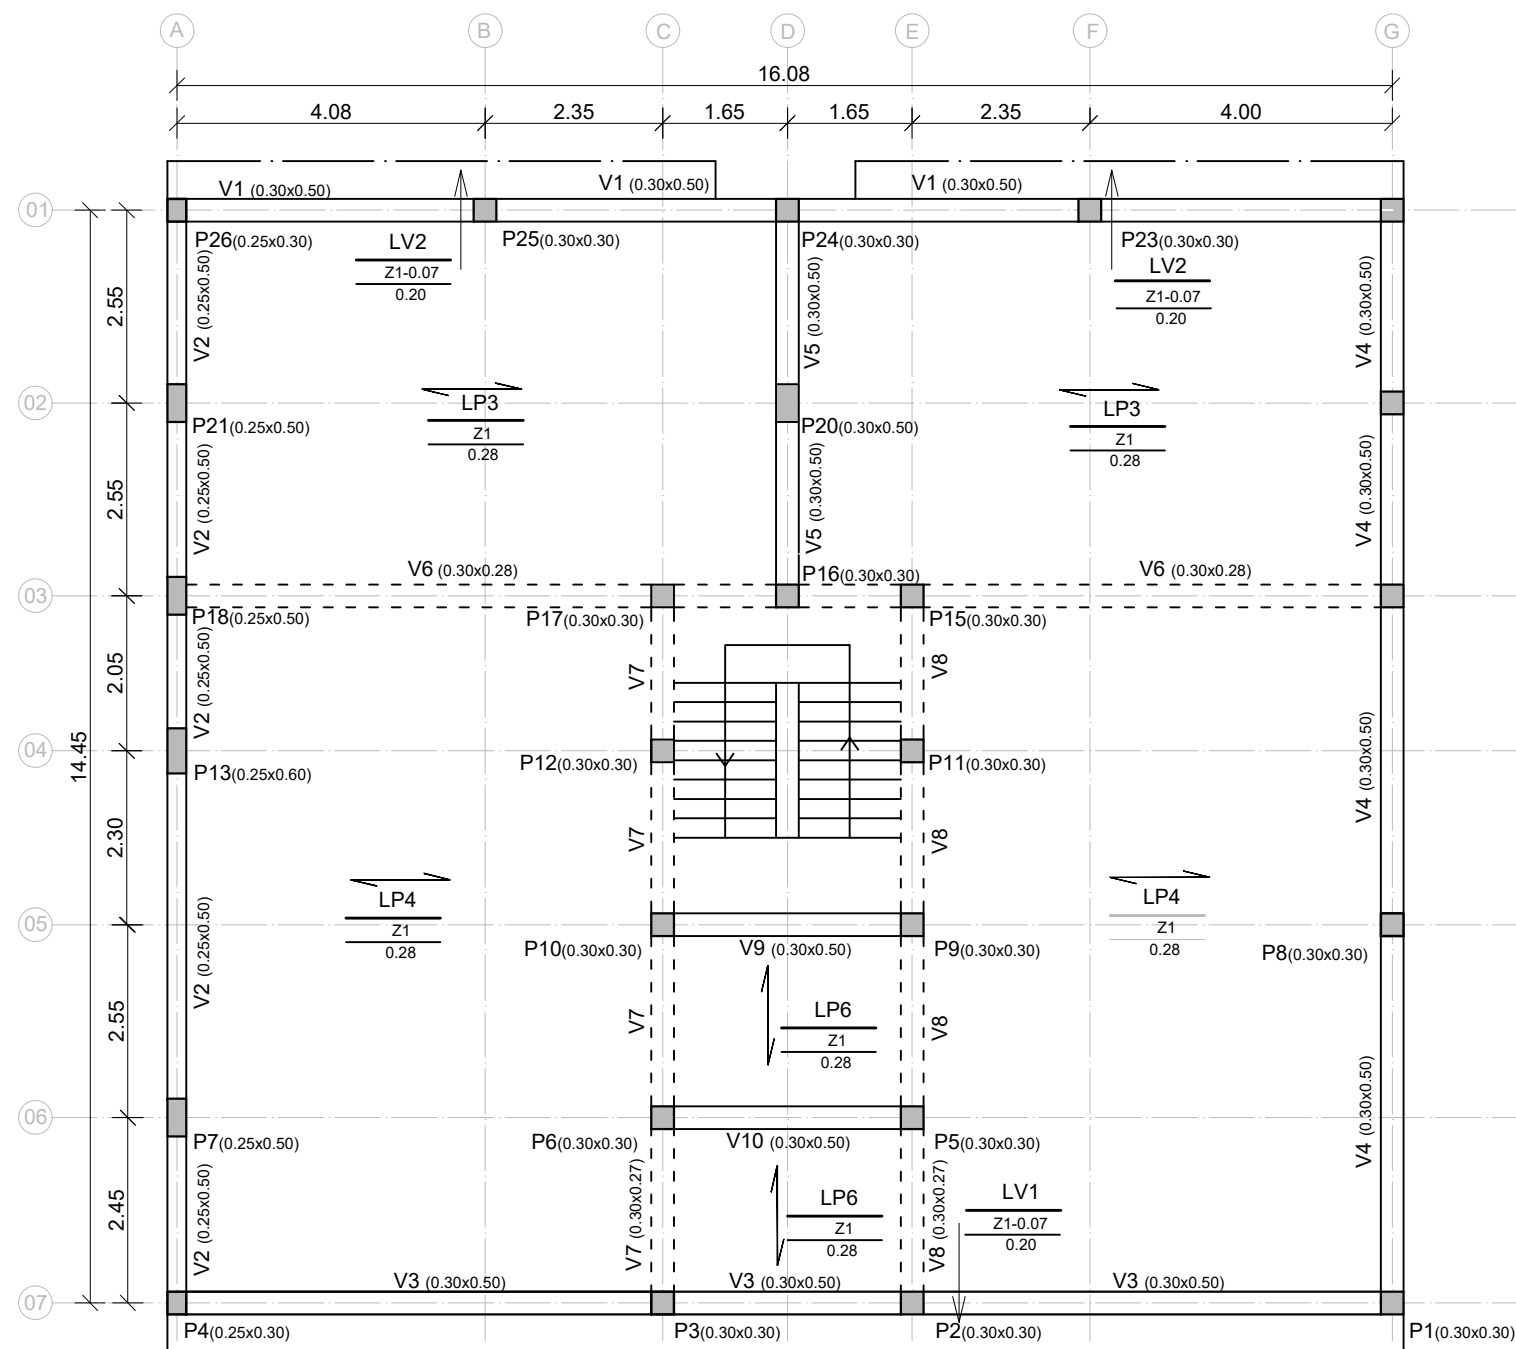 A B C D E F G
16.08
4.08 2.35 1.65 1.65 2.35 4.00
V1 (0.30x0.50) V1 (0.30x0.50) V1 (0.30x0.50)
01
P26(0.25x0.30) P25(0.30x0.30) P24(0.30x0.30) P23(0.30x0.30)
LV2
Z1-0.07
0.20
LV2
Z1-0.07
0.20
2.55
V2 (0.25x0.50)
V5 (0.30x0.50)
V4 (0.30x0.50)
02
LP3
Z1
0.28
LP3
Z1
0.28
P21(0.25x0.50) P20(0.30x0.50)
2.55
V2 (0.25x0.50)
V5 (0.30x0.50)
V4 (0.30x0.50)
V6 (0.30x0.28) P16(0.30x0.30) V6 (0.30x0.28)
03
P18(0.25x0.50) P17(0.30x0.30) P15(0.30x0.30)
2.05
V2 (0.25x0.50)
V7
V8
14.45
04
P13(0.25x0.60) P12(0.30x0.30) P11(0.30x0.30)
V4 (0.30x0.50)
2.30
V7
V8
LP4
Z1
0.28
LP4
Z1
0.28
05
P10(0.30x0.30) V9 (0.30x0.50) P9(0.30x0.30) P8(0.30x0.30)
2.55
V2 (0.25x0.50)
V7
V8
LP6
Z1
0.28
V4 (0.30x0.50)
06
P7(0.25x0.50) P6(0.30x0.30) V10 (0.30x0.50) P5(0.30x0.30)
2.45
V2 (0.25x0.50)
V7 (0.30x0.27)
LP6
Z1
0.28
V8 (0.30x0.27)
LV1
Z1-0.07
0.20
V3 (0.30x0.50) V3 (0.30x0.50) V3 (0.30x0.50)
07
P4(0.25x0.30) P3(0.30x0.30) P2(0.30x0.30) P1(0.30x0.30)